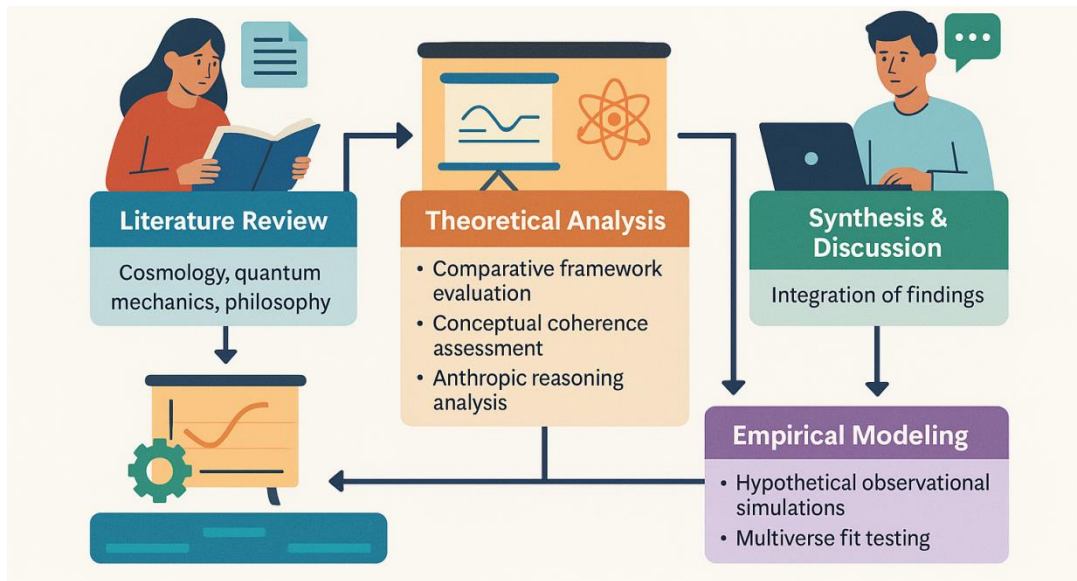 Literature Review
Cosmology, quantum
mechanics, philosophy
Theoretical Analysis
• Comparative framework
evaluation
• Conceptual coherence
assessment
• Anthropic reasoning
analysis
Synthesis &
Discussion
Integration of findings
Empirical Modeling
• Hypothetical observational
simulations
• Multiverse fit testing